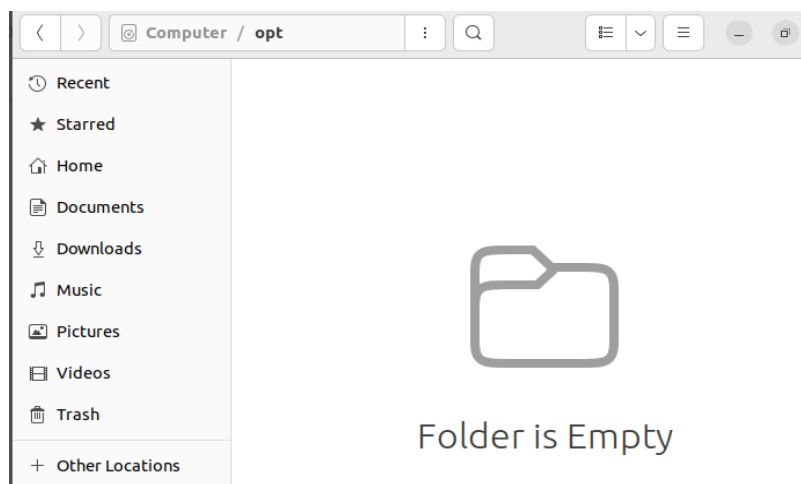 Computer / opt
Recent
Starred
Home
Documents
Downloads
Music
Pictures
Videos
Trash
+ Other Locations
Folder is Empty